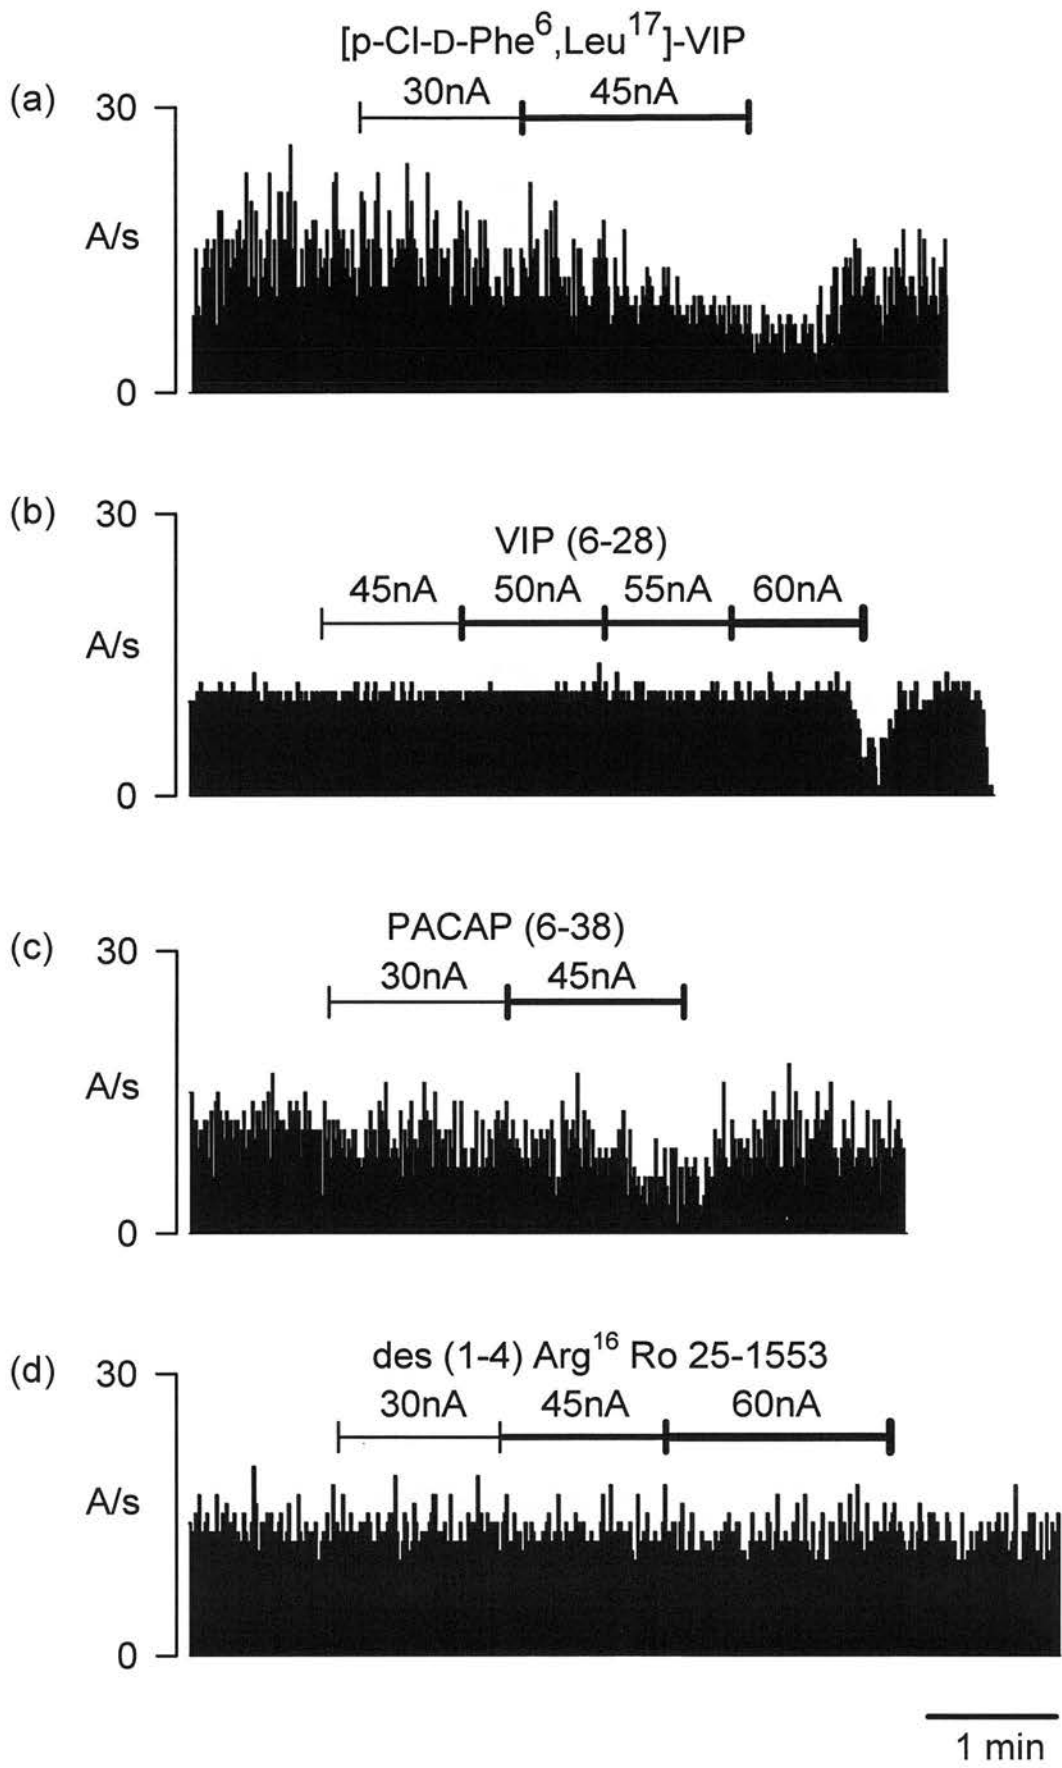 [p-Cl-D-Phe⁶,Leu¹⁷]-VIP
(a) 30 30nA 45nA
A/s
0
(b) 30
VIP (6-28)
45nA 50nA 55nA 60nA
A/s
0
PACAP (6-38)
(c) 30 30nA 45nA
A/s
0
des (1-4) Arg¹⁶ Ro 25-1553
(d) 30 30nA 45nA 60nA
A/s
0
1 min